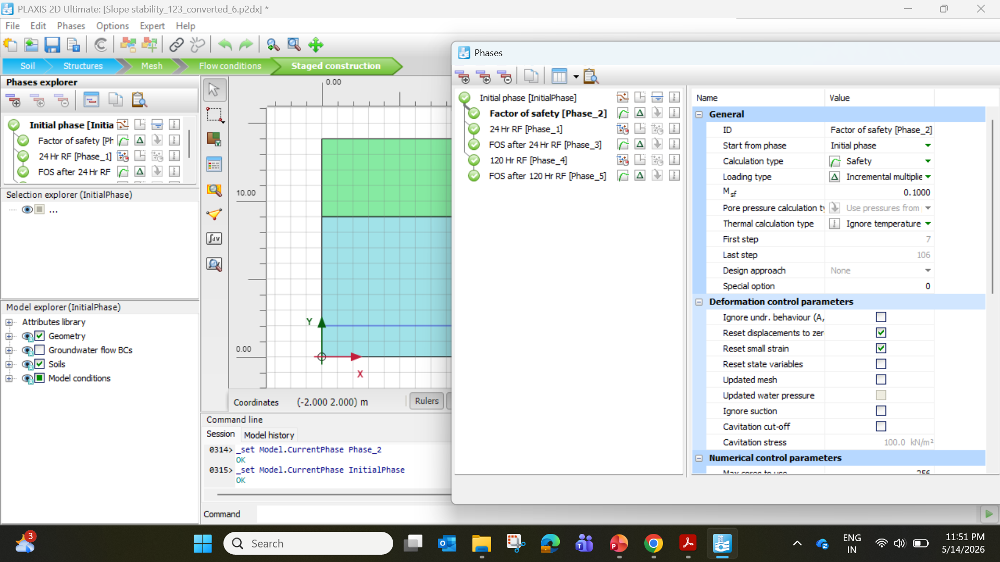 PLAXIS 2D Ultimate: [Slope stability_123_converted_6.p2dx] *
File Edit Phases Options Expert Help
Soil Structures Mesh Flow conditions Staged construction
Phases explorer
Initial phase [Initia
Factor of safety [Ph
24 Hr RF [Phase_1]
FOS after 24 Hr RF
Selection explorer (InitialPhase)
...
Model explorer (InitialPhase)
Attributes library
Geometry
Groundwater flow BCs
Soils
Model conditions
0.00
10.00
0.00
Y
X
Coordinates (-2.000 2.000) m Rulers
Command line
Session Model history
0314> _set Model.CurrentPhase Phase_2
OK
0315> _set Model.CurrentPhase InitialPhase
OK
Command
Phases
Initial phase [InitialPhase]
Factor of safety [Phase_2]
24 Hr RF [Phase_1]
FOS after 24 Hr RF [Phase_3]
120 Hr RF [Phase_4]
FOS after 120 Hr RF [Phase_5]
Name Value
General
ID Factor of safety [Phase_2]
Start from phase Initial phase
Calculation type Safety
Loading type Incremental multiplie
Msf 0.1000
Pore pressure calculation ty Use pressures from
Thermal calculation type Ignore temperature
First step 7
Last step 106
Design approach None
Special option 0
Deformation control parameters
Ignore undr. behaviour (A,
Reset displacements to zer
Reset small strain
Reset state variables
Updated mesh
Updated water pressure
Ignore suction
Cavitation cut-off
Cavitation stress 100.0 kN/m²
Numerical control parameters
Max cores to use 256
3
Search
ENG
IN
11:51 PM
5/14/2026